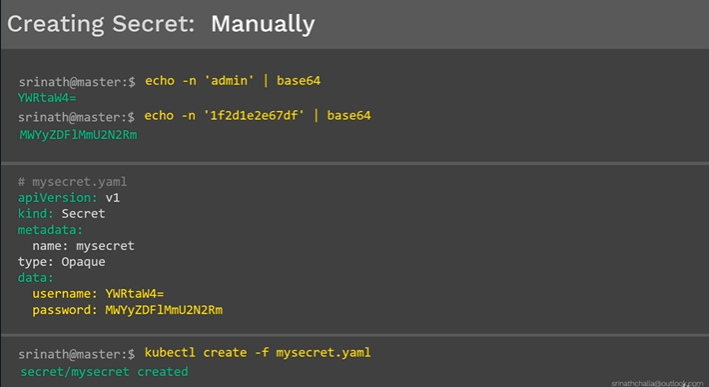 Creating Secret: Manually
srinath@master:$ echo -n 'admin' | base64
YWRtaW4=
srinath@master:$ echo -n '1f2d1e2e67df' | base64
MWYyZDFlMmU2N2Rm
# mysecret.yaml
apiVersion: v1
kind: Secret
metadata:
  name: mysecret
type: Opaque
data:
  username: YWRtaW4=
  password: MWYyZDFlMmU2N2Rm
srinath@master:$ kubectl create -f mysecret.yaml
secret/mysecret created
srinathchalla@outlook.com